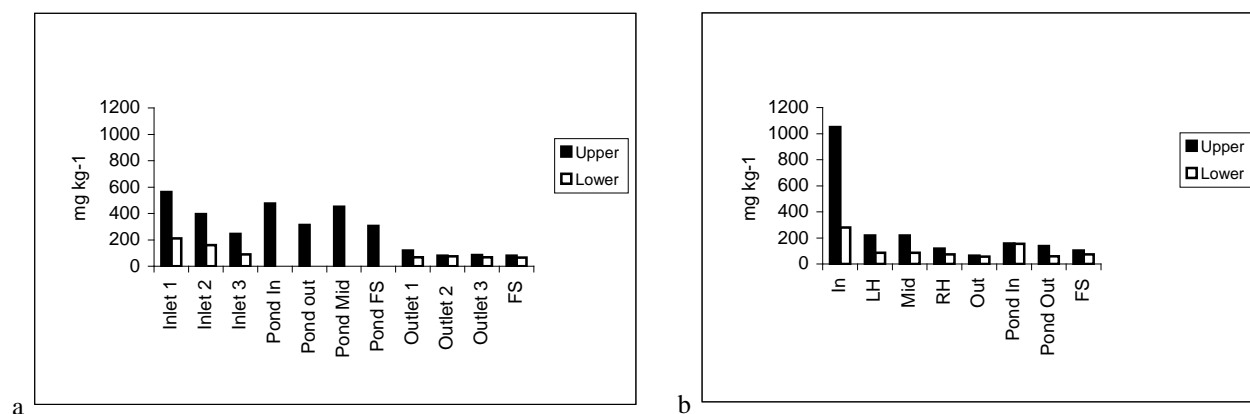 1200
1000
800
600
400
200
0
mg kg-1
Inlet 1
Inlet 2
Inlet 3
Pond In
Pond out
Pond Mid
Pond FS
Outlet 1
Outlet 2
Outlet 3
FS
Upper
Lower
a
1200
1000
800
600
400
200
0
mg kg-1
In
LH
Mid
RH
Out
Pond In
Pond Out
FS
Upper
Lower
b